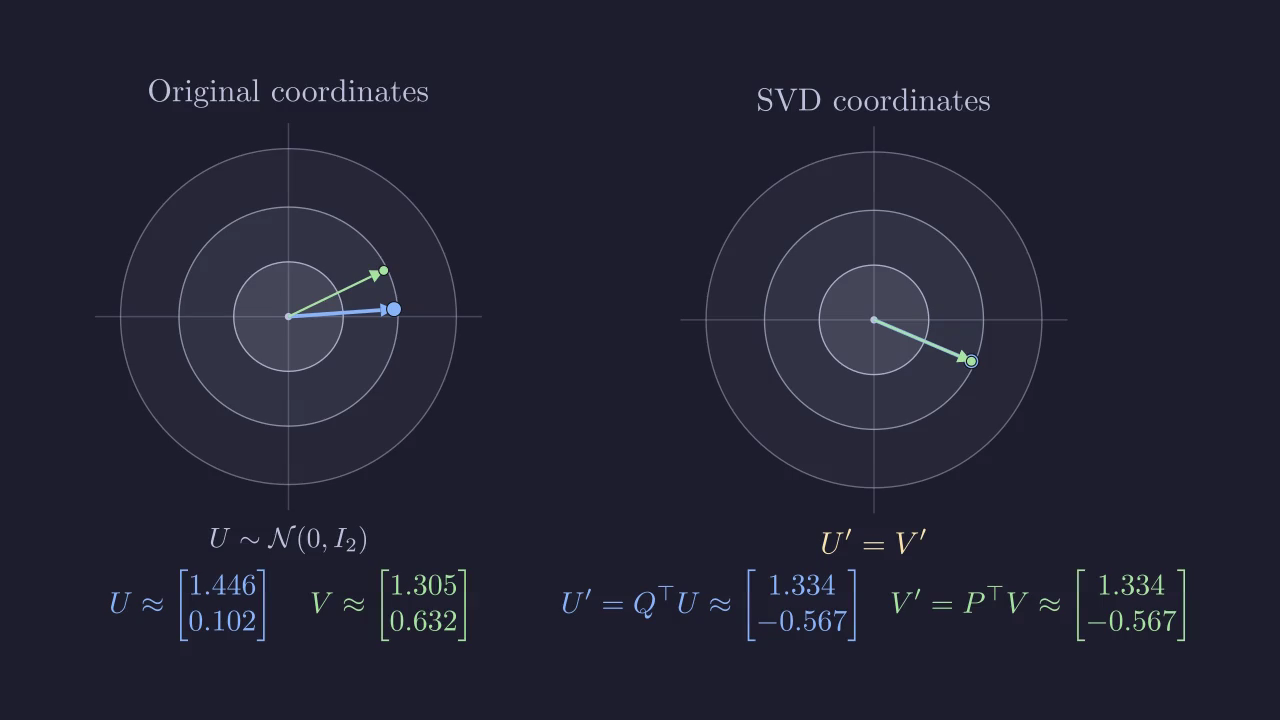 Original coordinates
SVD coordinates
U ∼ 𝒩(0, I₂)
U′ = V′
U ≈ [1.446 0.102] V ≈ [1.305 0.632]
U′ = Q⊤U ≈ [1.334 −0.567] V′ = P⊤V ≈ [1.334 −0.567]